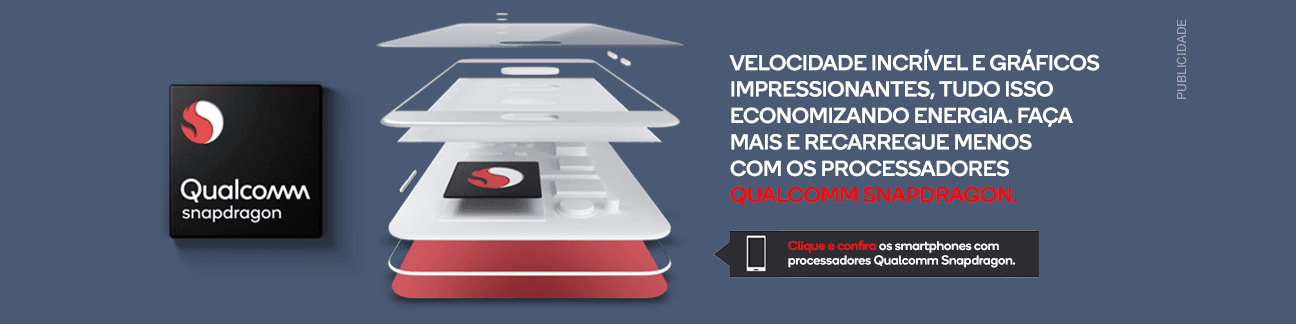 Qualcomm
snapdragon
VELOCIDADE INCRÍVEL E GRÁFICOS
IMPRESSIONANTES, TUDO ISSO
ECONOMIZANDO ENERGIA. FAÇA
MAIS E RECARREGUE MENOS
COM OS PROCESSADORES
QUALCOMM SNAPDRAGON.
Clique e confira os smartphones com
processadores Qualcomm Snapdragon.
PUBLICIDADE